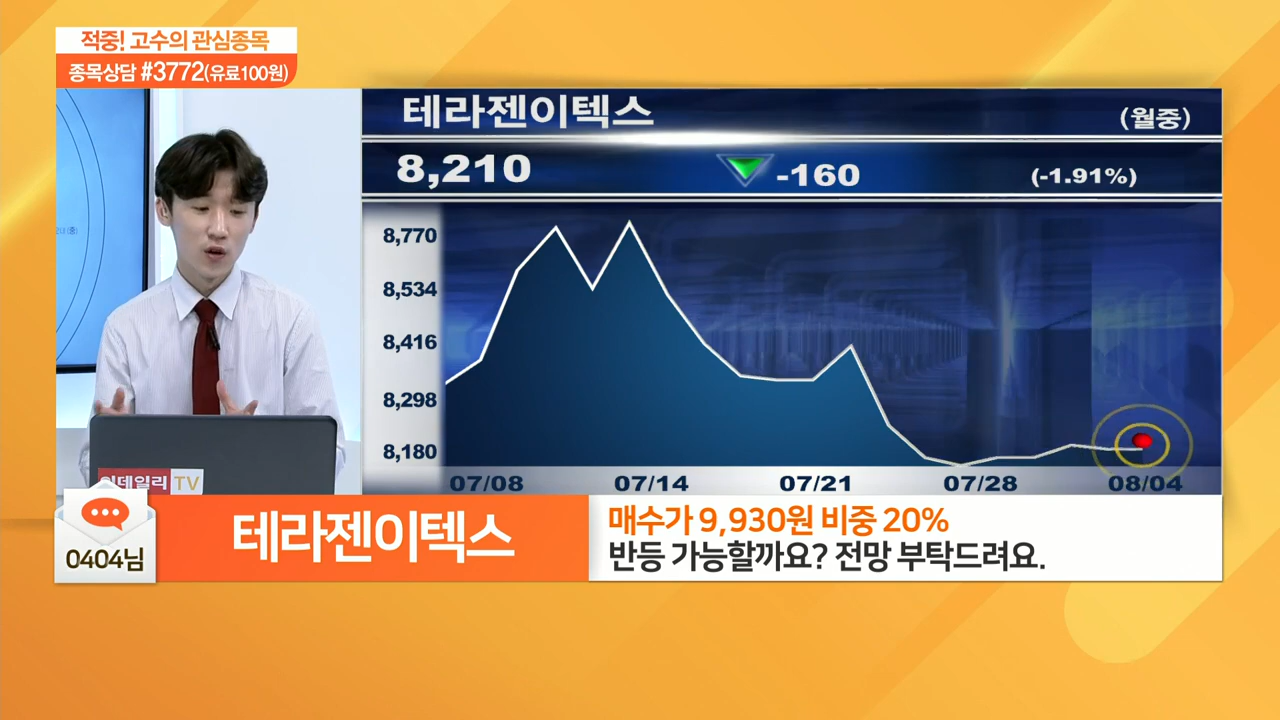 적중! 고수의 관심종목
종목상담 #3772(유료100원)
테라젠이텍스
(월중)
8,210
-160
(-1.91%)
8,770
8,534
8,416
8,298
8,180
07/08
07/14
07/21
07/28
08/04
이데일리 TV
0404님
테라젠이텍스
매수가 9,930원 비중 20%
반등 가능할까요? 전망 부탁드려요.